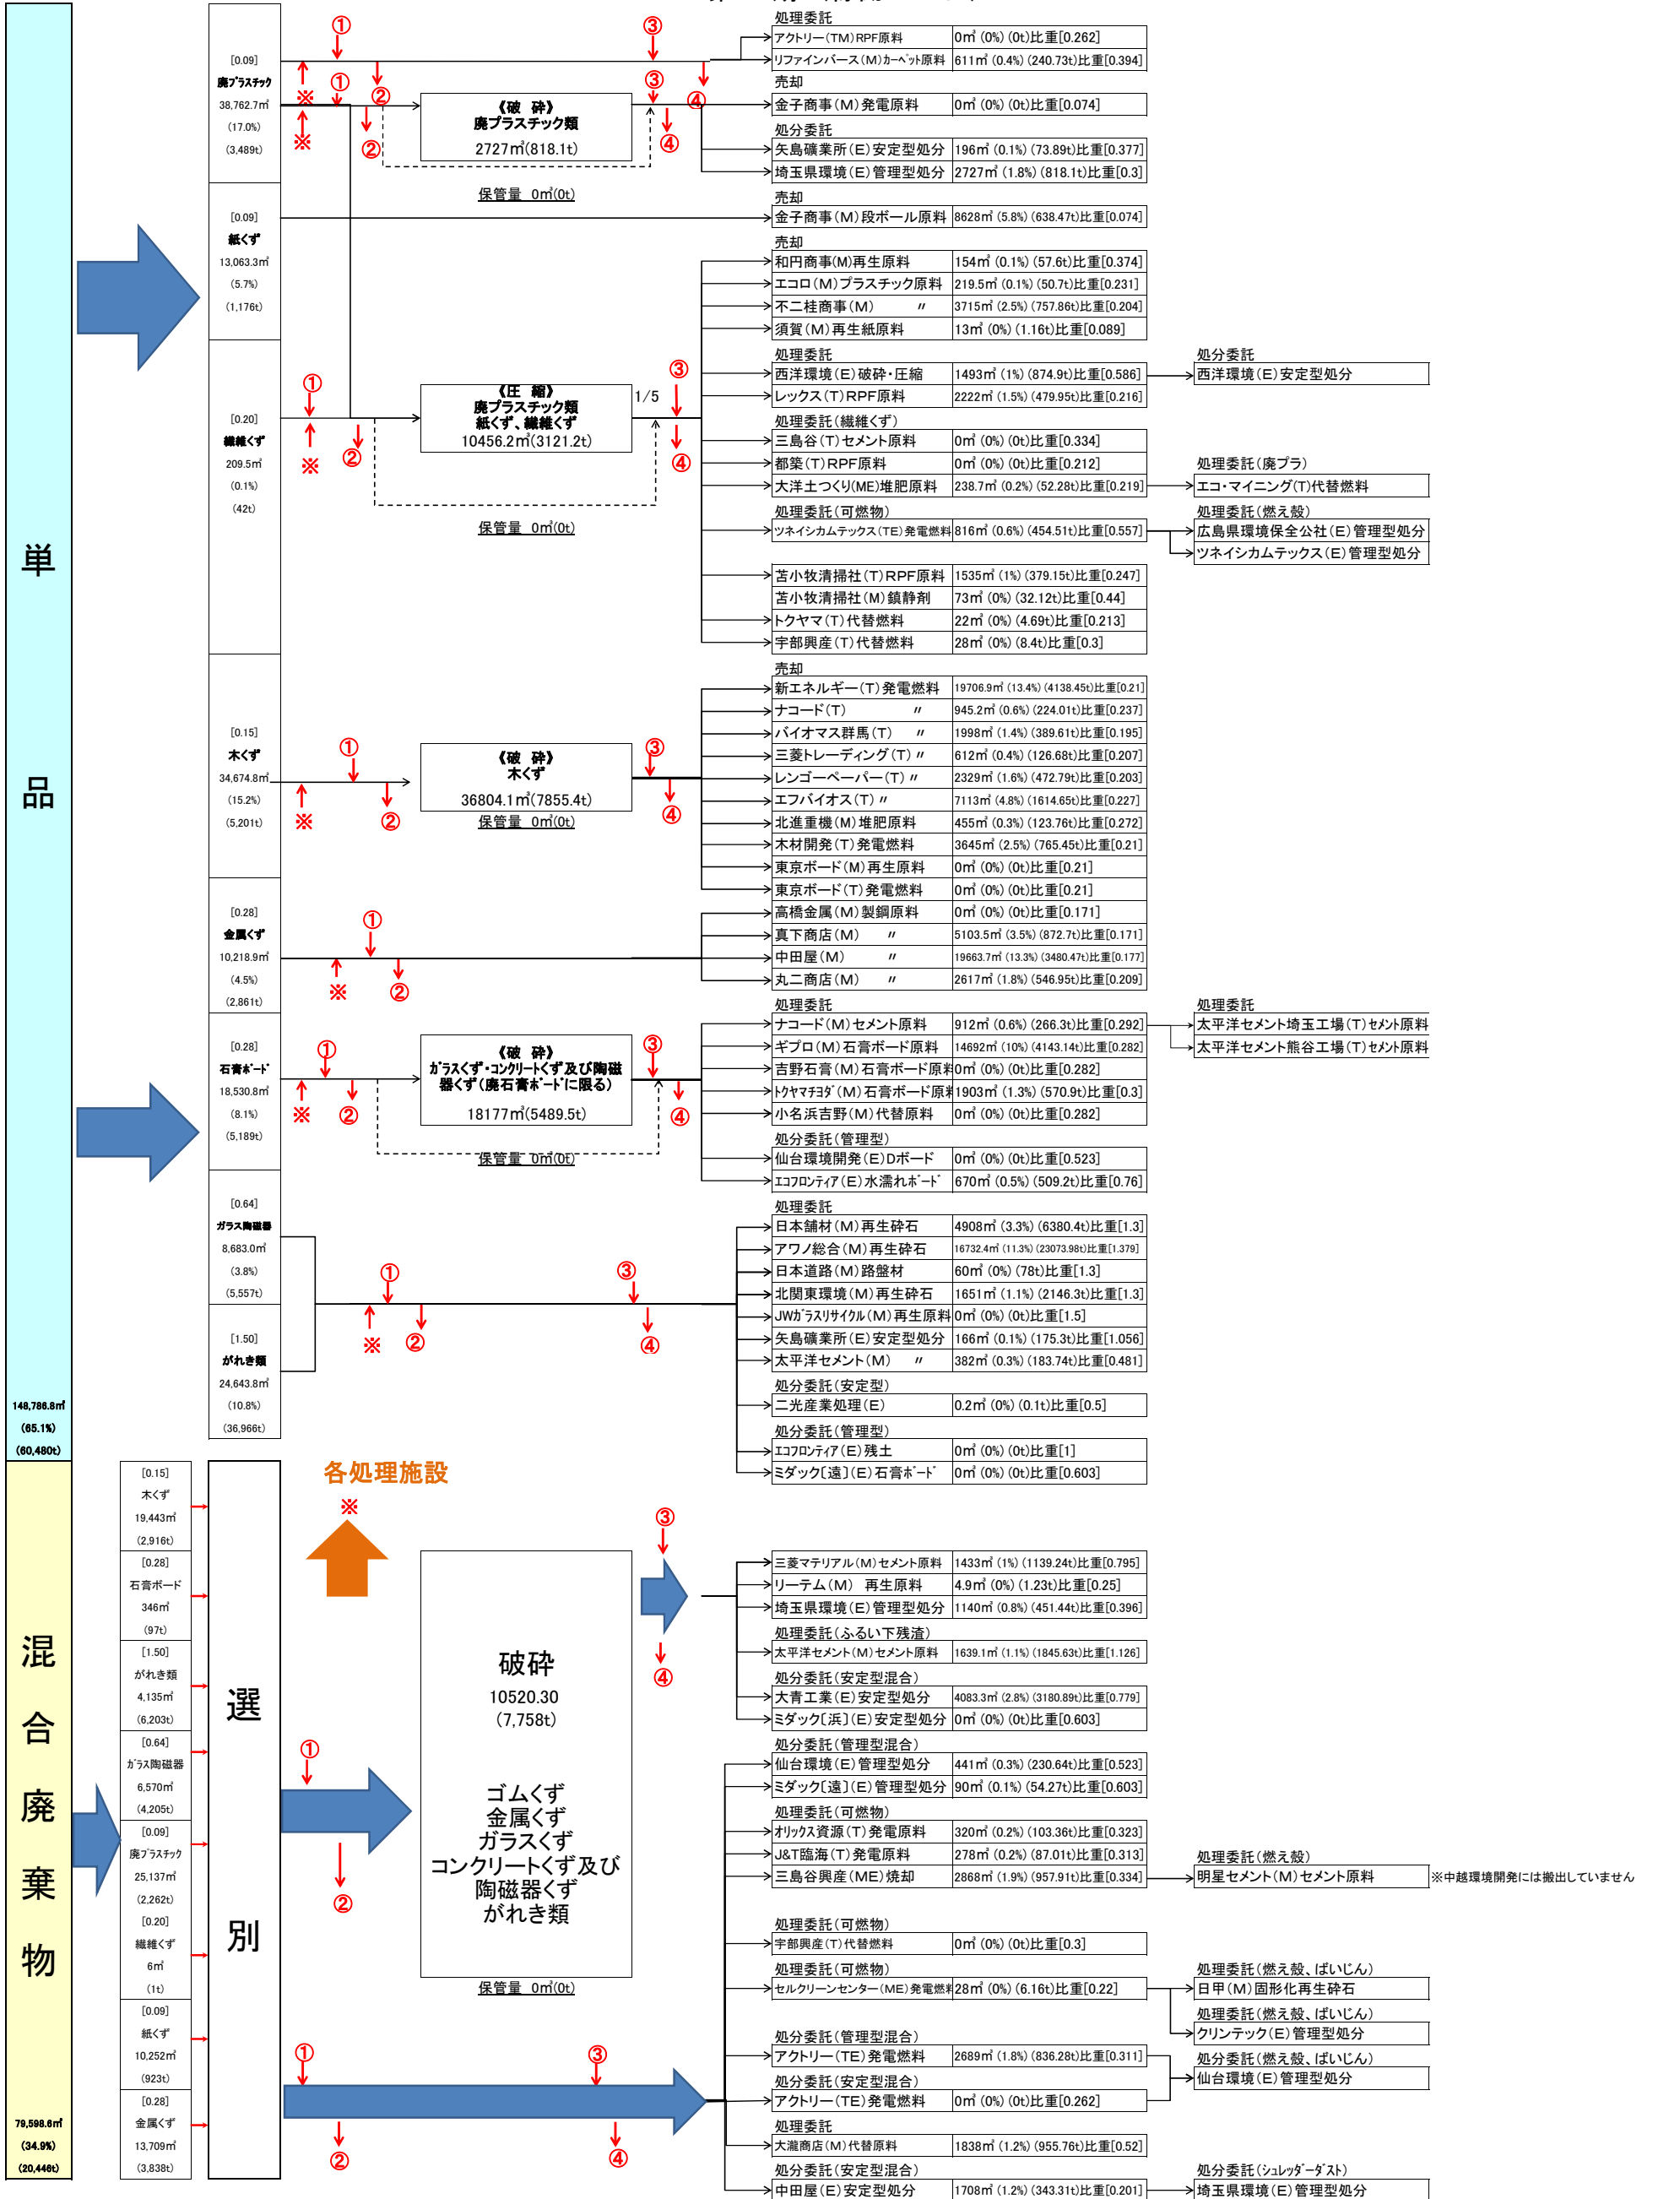 単
品
148,786.8㎥
(65.1%)
(60,480t)
混
合
廃
棄
物
79,598.6㎥
(34.9%)
(20,446t)
[0.09]
廃プラスチック
38,762.7㎥
(17.0%)
(3,489t)
[0.09]
紙くず
13,063.3㎥
(5.7%)
(1,176t)
[0.20]
繊維くず
209.5㎥
(0.1%)
(42t)
[0.15]
木くず
34,674.8㎥
(15.2%)
(5,201t)
[0.28]
金属くず
10,218.9㎥
(4.5%)
(2,861t)
[0.28]
石膏ボード
18,530.8㎥
(8.1%)
(5,189t)
[0.64]
ガラス陶磁器
8,683.0㎥
(3.8%)
(5,557t)
[1.50]
がれき類
24,643.8㎥
(10.8%)
(36,966t)
① ③
※ ① ② ③ ④
※ ② ④
《破 砕》
廃プラスチック類
2727㎥(818.1t)
保管量 0㎥(0t)
① ③
※ ② ④
《圧 縮》
廃プラスチック類
紙くず、繊維くず
10456.2㎥(3121.2t)
1/5
保管量 0㎥(0t)
① ③
※ ② ④
《破 砕》
木くず
36804.1㎥(7855.4t)
保管量 0㎥(0t)
①
※ ②
① ③
※ ② ④
《破 砕》
ガラスくず・コンクリートくず及び陶磁
器くず(廃石膏ボードに限る)
18177㎥(5489.5t)
保管量 0㎥(0t)
① ③
※ ② ④
処理委託
アクトリー(TM)RPF原料 0㎥ (0%) (0t)比重[0.262]
リファインバース(M)カーペット原料 611㎥ (0.4%) (240.73t)比重[0.394]
売却
金子商事(M)発電原料 0㎥ (0%) (0t)比重[0.074]
処分委託
矢島礦業所(E)安定型処分 196㎥ (0.1%) (73.89t)比重[0.377]
埼玉県環境(E)管理型処分 2727㎥ (1.8%) (818.1t)比重[0.3]
売却
金子商事(M)段ボール原料 8628㎥ (5.8%) (638.47t)比重[0.074]
売却
和円商事(M)再生原料 154㎥ (0.1%) (57.6t)比重[0.374]
エコロ(M)プラスチック原料 219.5㎥ (0.1%) (50.7t)比重[0.231]
不二桂商事(M) 〃 3715㎥ (2.5%) (757.86t)比重[0.204]
須賀(M)再生紙原料 13㎥ (0%) (1.16t)比重[0.089]
処理委託 処分委託
西洋環境(E)破砕・圧縮 1493㎥ (1%) (874.9t)比重[0.586] 西洋環境(E)安定型処分
レックス(T)RPF原料 2222㎥ (1.5%) (479.95t)比重[0.216]
処理委託(繊維くず)
三島谷(T)セメント原料 0㎥ (0%) (0t)比重[0.334]
都築(T)RPF原料 0㎥ (0%) (0t)比重[0.212] 処理委託(廃プラ)
大洋土つくり(ME)堆肥原料 238.7㎥ (0.2%) (52.28t)比重[0.219] エコ・マイニング(T)代替燃料
処理委託(可燃物) 処理委託(燃え殻)
ツネイシカムテックス(TE)発電燃料 816㎥ (0.6%) (454.51t)比重[0.557] 広島県環境保全公社(E)管理型処分
ツネイシカムテックス(E)管理型処分
苫小牧清掃社(T)RPF原料 1535㎥ (1%) (379.15t)比重[0.247]
苫小牧清掃社(M)鎮静剤 73㎥ (0%) (32.12t)比重[0.44]
トクヤマ(T)代替燃料 22㎥ (0%) (4.69t)比重[0.213]
宇部興産(T)代替燃料 28㎥ (0%) (8.4t)比重[0.3]
売却
新エネルギー(T)発電燃料 19706.9㎥ (13.4%) (4138.45t)比重[0.21]
ナコード(T) 〃 945.2㎥ (0.6%) (224.01t)比重[0.237]
バイオマス群馬(T) 〃 1998㎥ (1.4%) (389.61t)比重[0.195]
三菱トレーディング(T)〃 612㎥ (0.4%) (126.68t)比重[0.207]
レンゴーペーパー(T)〃 2329㎥ (1.6%) (472.79t)比重[0.203]
エフバイオス(T)〃 7113㎥ (4.8%) (1614.65t)比重[0.227]
北進重機(M)堆肥原料 455㎥ (0.3%) (123.76t)比重[0.272]
木材開発(T)発電燃料 3645㎥ (2.5%) (765.45t)比重[0.21]
東京ボード(M)再生原料 0㎥ (0%) (0t)比重[0.21]
東京ボード(T)発電燃料 0㎥ (0%) (0t)比重[0.21]
高橋金属(M)製鋼原料 0㎥ (0%) (0t)比重[0.171]
真下商店(M) 〃 5103.5㎥ (3.5%) (872.7t)比重[0.171]
中田屋(M) 〃 19663.7㎥ (13.3%) (3480.47t)比重[0.177]
丸二商店(M) 〃 2617㎥ (1.8%) (546.95t)比重[0.209]
処理委託 処理委託
ナコード(M)セメント原料 912㎥ (0.6%) (266.3t)比重[0.292] 太平洋セメント埼玉工場(T)セメント原料
ギプロ(M)石膏ボード原料 14692㎥ (10%) (4143.14t)比重[0.282] 太平洋セメント熊谷工場(T)セメント原料
吉野石膏(M)石膏ボード原料 0㎥ (0%) (0t)比重[0.282]
トクヤマチヨダ(M)石膏ボード原料 1903㎥ (1.3%) (570.9t)比重[0.3]
小名浜吉野(M)代替原料 0㎥ (0%) (0t)比重[0.282]
処分委託(管理型)
仙台環境開発(E)Dボード 0㎥ (0%) (0t)比重[0.523]
エコフロンティア(E)水濡れボード 670㎥ (0.5%) (509.2t)比重[0.76]
処理委託
日本舗材(M)再生砕石 4908㎥ (3.3%) (6380.4t)比重[1.3]
アワノ総合(M)再生砕石 16732.4㎥ (11.3%) (23073.98t)比重[1.379]
日本道路(M)路盤材 60㎥ (0%) (78t)比重[1.3]
北関東環境(M)再生砕石 1651㎥ (1.1%) (2146.3t)比重[1.3]
JWガラスリサイクル(M)再生原料 0㎥ (0%) (0t)比重[1.5]
矢島礦業所(E)安定型処分 166㎥ (0.1%) (175.3t)比重[1.056]
太平洋セメント(M) 〃 382㎥ (0.3%) (183.74t)比重[0.481]
処分委託(安定型)
二光産業処理(E) 0.2㎥ (0%) (0.1t)比重[0.5]
処分委託(管理型)
エコフロンティア(E)残土 0㎥ (0%) (0t)比重[1]
ミダック〔遠〕(E)石膏ボード 0㎥ (0%) (0t)比重[0.603]
[0.15]
木くず
19,443㎥
(2,916t)
[0.28]
石膏ボード
346㎥
(97t)
[1.50]
がれき類
4,135㎥
(6,203t)
[0.64]
ガラス陶磁器
6,570㎥
(4,205t)
[0.09]
廃プラスチック
25,137㎥
(2,262t)
[0.20]
繊維くず
6㎥
(1t)
[0.09]
紙くず
10,252㎥
(923t)
[0.28]
金属くず
13,709㎥
(3,838t)
選
別
各処理施設
※
① ③
② ④
破砕
10520.30
(7,758t)
ゴムくず
金属くず
ガラスくず
コンクリートくず及び
陶磁器くず
がれき類
保管量 0㎥(0t)
① ③
② ④
三菱マテリアル(M)セメント原料 1433㎥ (1%) (1139.24t)比重[0.795]
リーテム(M) 再生原料 4.9㎥ (0%) (1.23t)比重[0.25]
埼玉県環境(E)管理型処分 1140㎥ (0.8%) (451.44t)比重[0.396]
処理委託(ふるい下残渣)
太平洋セメント(M)セメント原料 1639.1㎥ (1.1%) (1845.63t)比重[1.126]
処分委託(安定型混合)
大青工業(E)安定型処分 4083.3㎥ (2.8%) (3180.89t)比重[0.779]
ミダック〔浜〕(E)安定型処分 0㎥ (0%) (0t)比重[0.603]
処分委託(管理型混合)
仙台環境(E)管理型処分 441㎥ (0.3%) (230.64t)比重[0.523]
ミダック〔遠〕(E)管理型処分 90㎥ (0.1%) (54.27t)比重[0.603]
処理委託(可燃物)
オリックス資源(T)発電原料 320㎥ (0.2%) (103.36t)比重[0.323]
J&T臨海(T)発電原料 278㎥ (0.2%) (87.01t)比重[0.313] 処理委託(燃え殻)
三島谷興産(ME)焼却 2868㎥ (1.9%) (957.91t)比重[0.334] 明星セメント(M)セメント原料 ※中越環境開発には搬出していません
処理委託(可燃物)
宇部興産(T)代替燃料 0㎥ (0%) (0t)比重[0.3]
処理委託(可燃物) 処理委託(燃え殻、ばいじん)
セルクリーンセンター(ME)発電燃料 28㎥ (0%) (6.16t)比重[0.22] 日甲(M)固形化再生砕石
処理委託(燃え殻、ばいじん)
クリンテック(E)管理型処分
処分委託(管理型混合)
アクトリー(TE)発電燃料 2689㎥ (1.8%) (836.28t)比重[0.311] 処分委託(燃え殻、ばいじん)
仙台環境(E)管理型処分
処分委託(安定型混合)
アクトリー(TE)発電燃料 0㎥ (0%) (0t)比重[0.262]
処理委託
大瀧商店(M)代替原料 1838㎥ (1.2%) (955.76t)比重[0.52]
処分委託(安定型混合) 処分委託(シュレッダーダスト)
中田屋(E)安定型処分 1708㎥ (1.2%) (343.31t)比重[0.201] 埼玉県環境(E)管理型処分